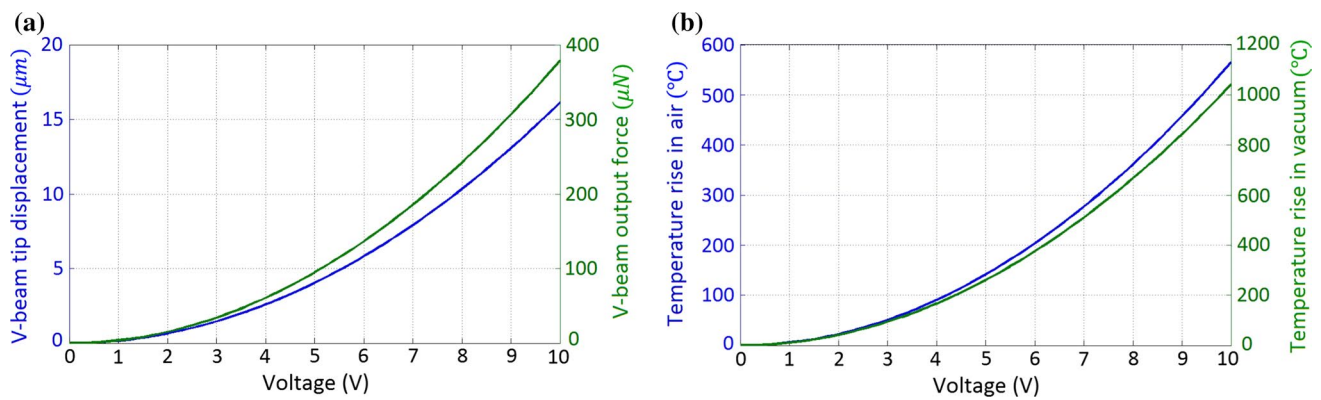 (a)
V-beam tip displacement (μm)
20
15
10
5
0
0 1 2 3 4 5 6 7 8 9 10
Voltage (V)
400
300
200
100
0
V-beam output force (μN)
(b)
Temperature rise in air (°C)
600
500
400
300
200
100
0
0 1 2 3 4 5 6 7 8 9 10
Voltage (V)
1200
1000
800
600
400
200
0
Temperature rise in vacuum (°C)